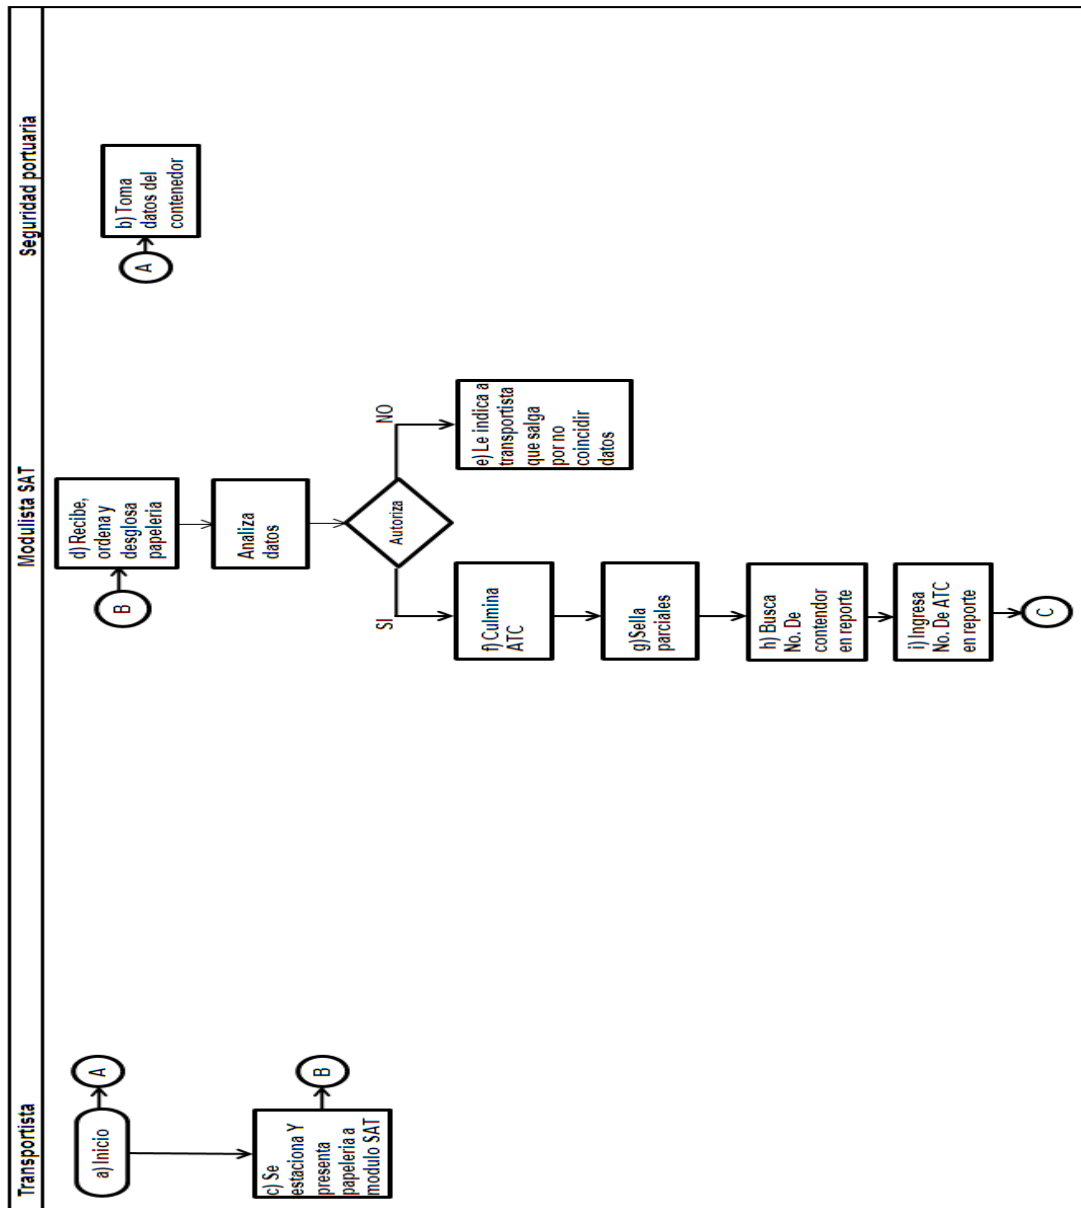 Transportista
Modulista SAT
Seguridad portuaria
a) Inicio
A
c) Se
estaciona Y
presenta
papeleria a
modulo SAT
B
B
d) Recibe,
ordena y
desglosa
papeleria
Analiza
datos
Autoriza
SI
NO
e) Le indica a
transportista
que salga
por no
coincidir
datos
f) Culmina
ATC
g)Sella
parciales
h) Busca
No. De
contendor
en reporte
i) Ingresa
No. De ATC
en reporte
C
A
b) Toma
datos del
contenedor